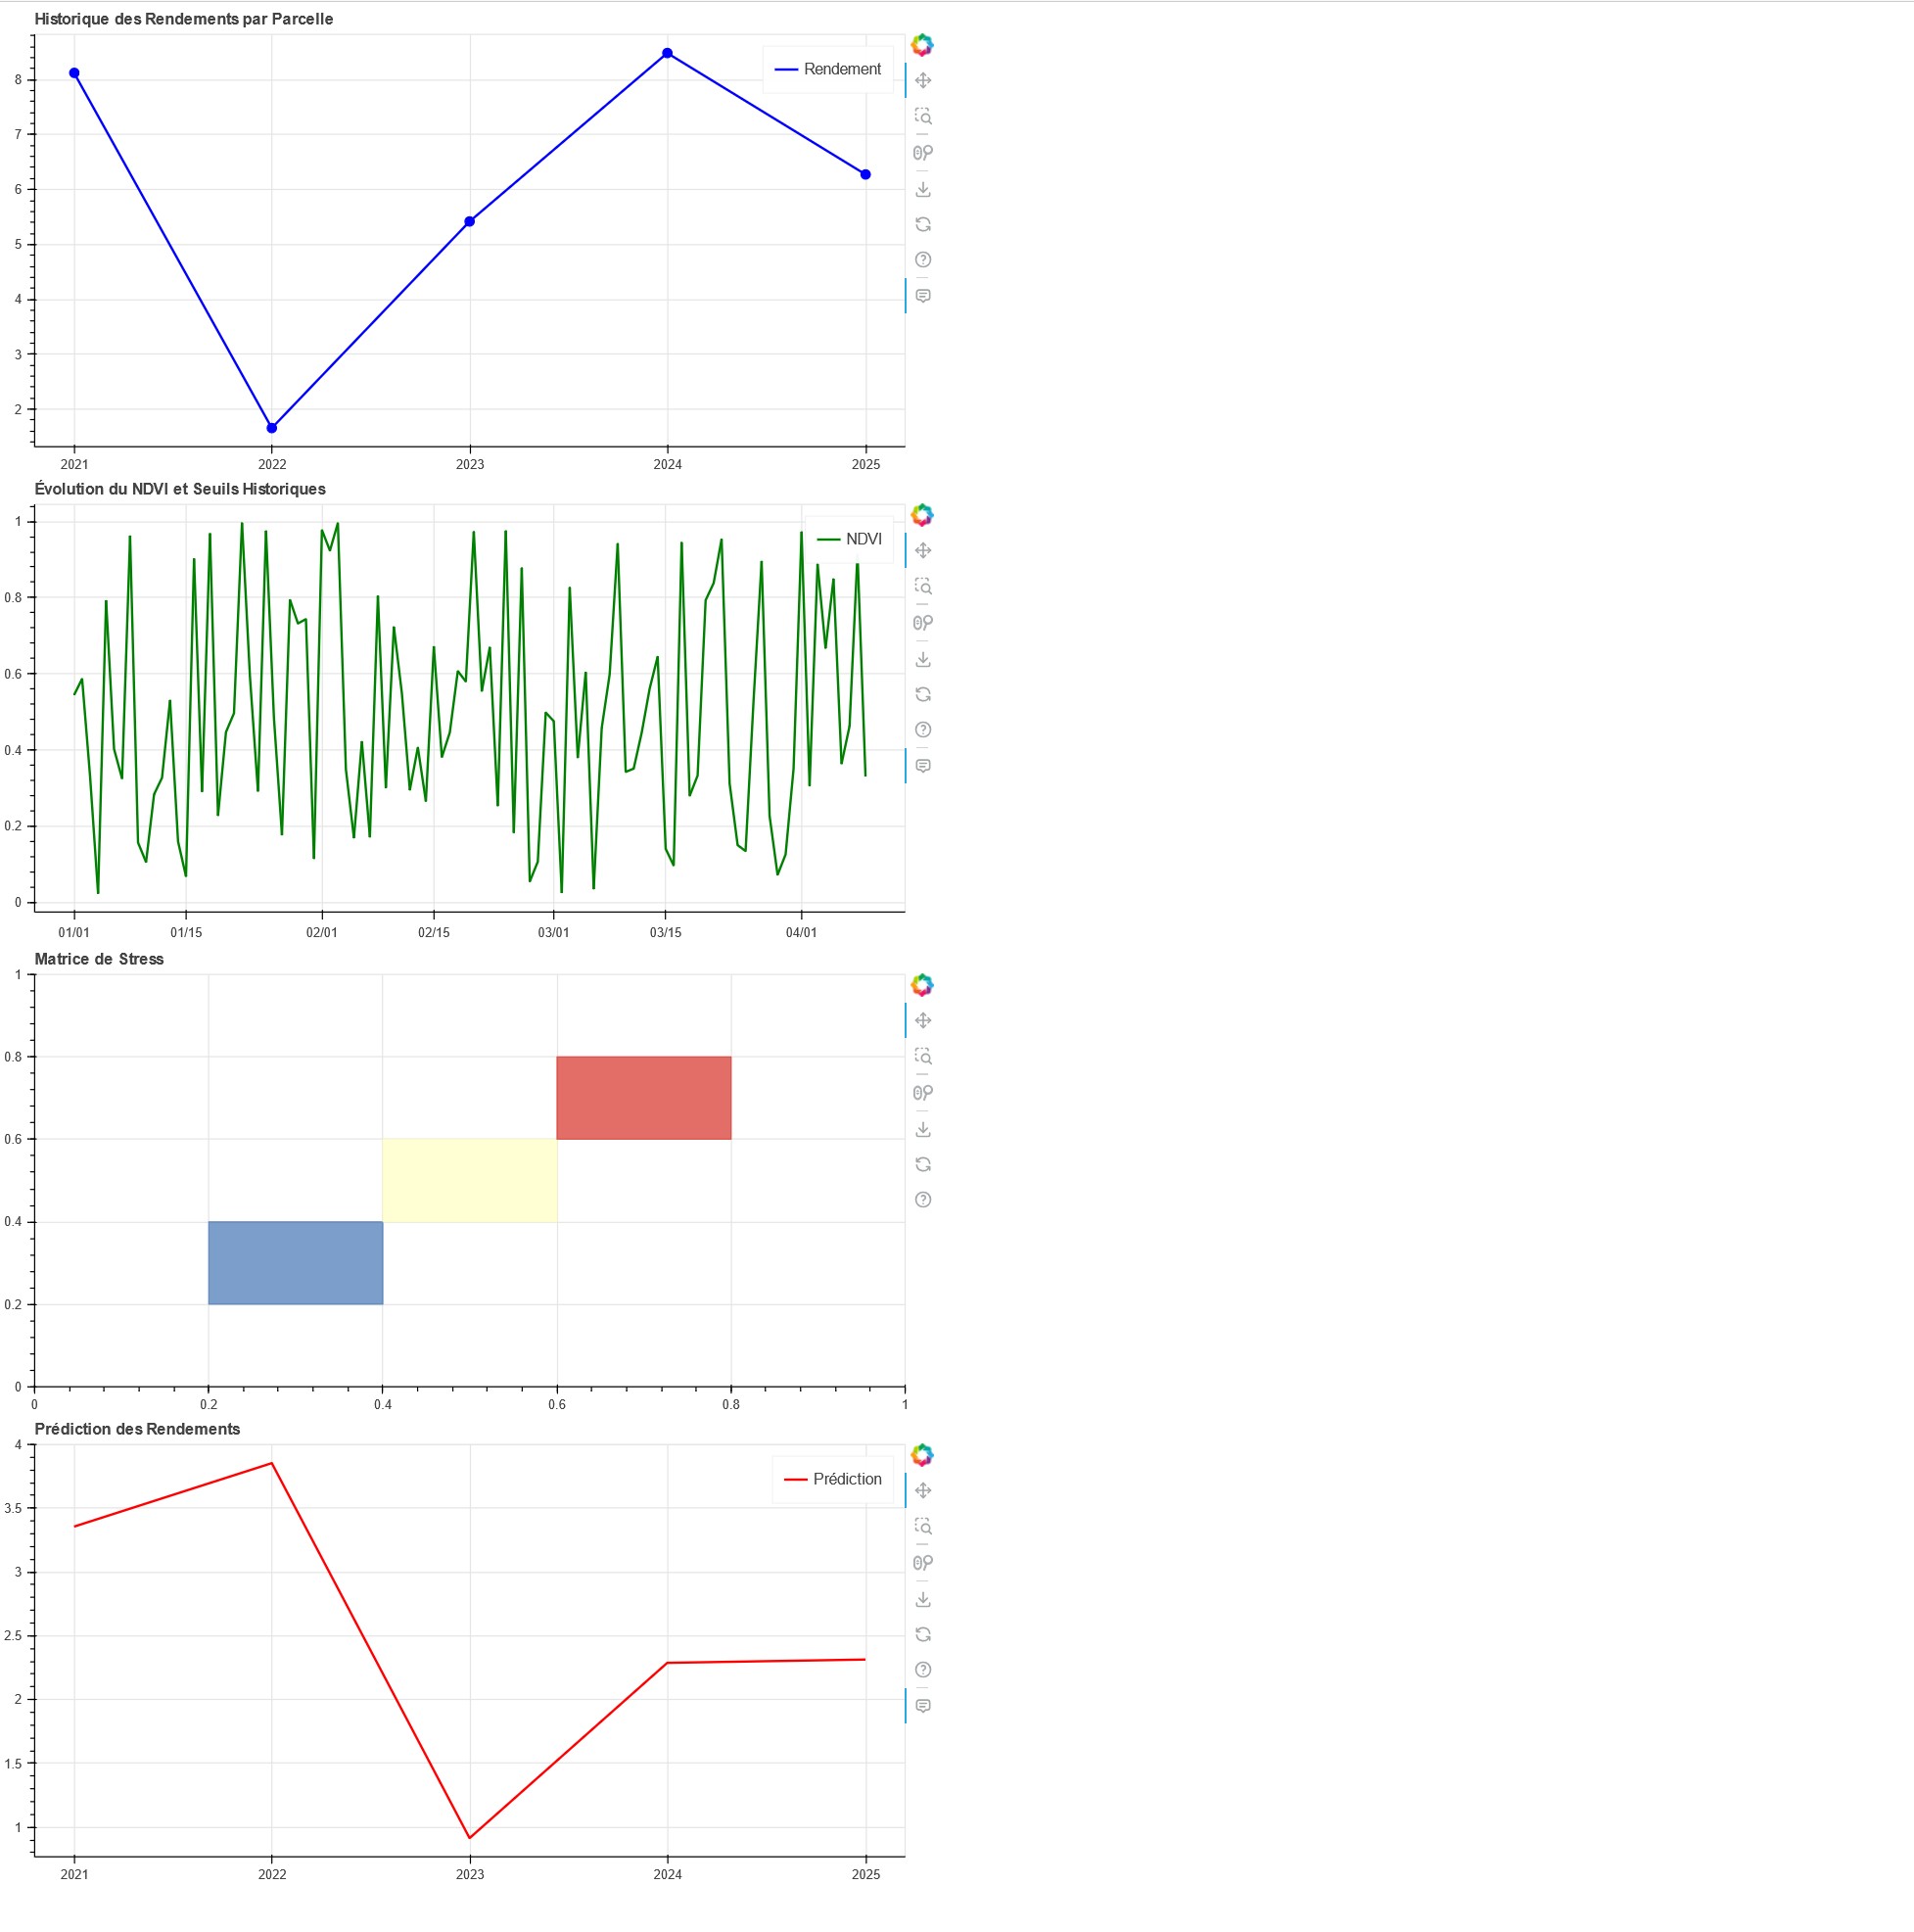 Historique des Rendements par Parcelle
Rendement
8
7
6
5
4
3
2
2021 2022 2023 2024 2025
Évolution du NDVI et Seuils Historiques
NDVI
1
0.8
0.6
0.4
0.2
0
01/01 01/15 02/01 02/15 03/01 03/15 04/01
Matrice de Stress
1
0.8
0.6
0.4
0.2
0
0 0.2 0.4 0.6 0.8 1
Prédiction des Rendements
Prédiction
4
3.5
3
2.5
2
1.5
1
2021 2022 2023 2024 2025